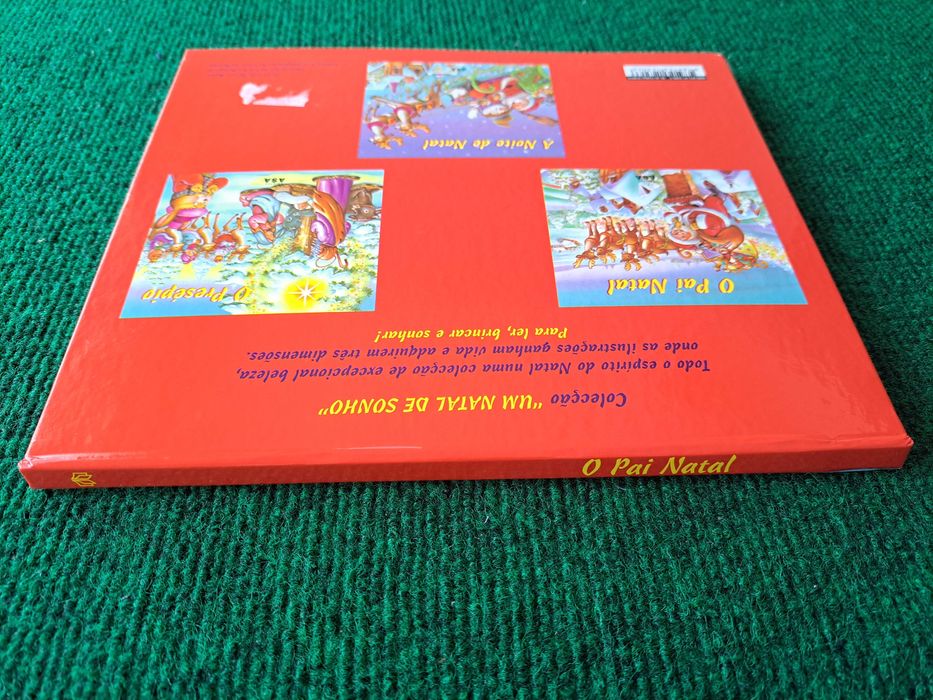 Colecção "UM NATAL DE SONHO"
Todo o espírito do Natal numa colecção de excepcional beleza,
onde as ilustrações ganham vida e adquirem três dimensões.
Para ler, brincar e sonhar!
O Pai Natal
O Presépio
ASA
A Noite de Natal
O Pai Natal